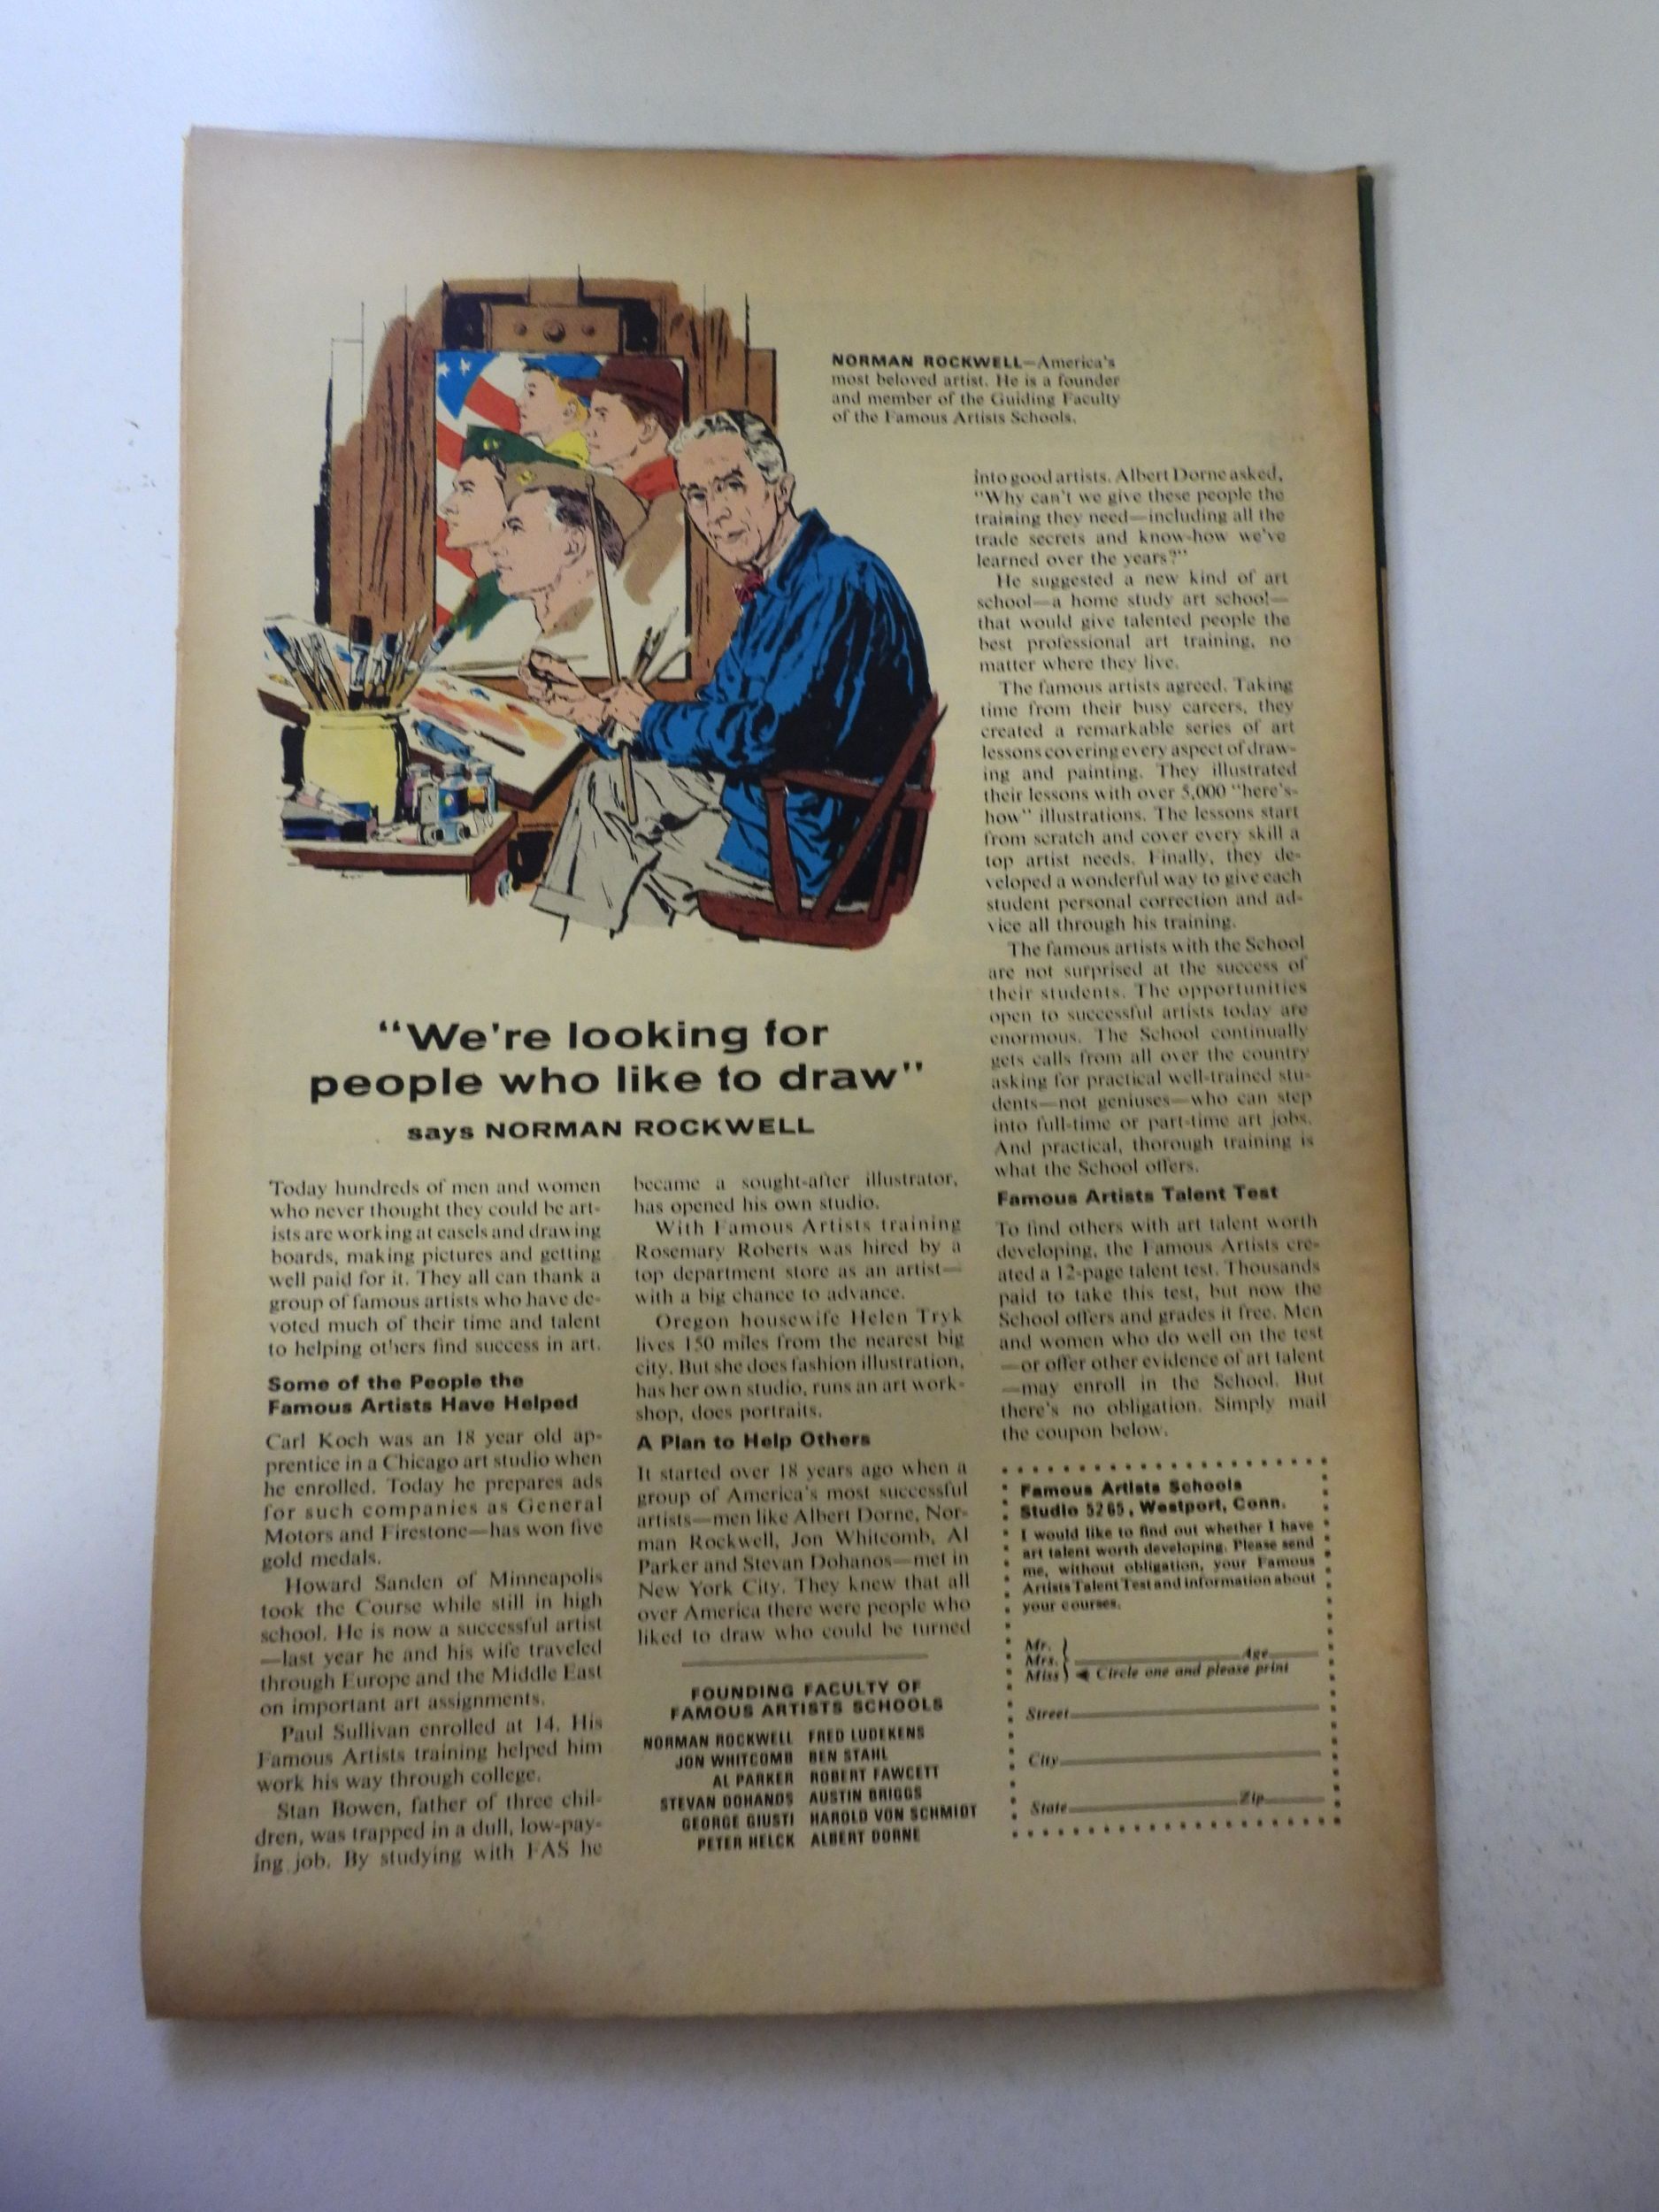 NORMAN ROCKWELL—America's
most beloved artist. He is a founder
and member of the Guiding Faculty
of the Famous Artists Schools.
"We're looking for
people who like to draw"
says NORMAN ROCKWELL
Today hundreds of men and women
who never thought they could be art-
ists are working at easels and drawing
boards, making pictures and getting
well paid for it. They all can thank a
group of famous artists who have de-
voted much of their time and talent
to helping others find success in art.
Some of the People the
Famous Artists Have Helped
Carl Koch was an 18 year old ap-
prentice in a Chicago art studio when
he enrolled. Today he prepares ads
for such companies as General
Motors and Firestone—has won five
gold medals.
Howard Sanden of Minneapolis
took the Course while still in high
school. He is now a successful artist
—last year he and his wife traveled
through Europe and the Middle East
on important art assignments.
Paul Sullivan enrolled at 14. His
Famous Artists training helped him
work his way through college.
Stan Bowen, father of three chil-
dren, was trapped in a dull, low-pay-
ing job. By studying with FAS he
became a sought-after illustrator,
has opened his own studio.
With Famous Artists training
Rosemary Roberts was hired by a
top department store as an artist—
with a big chance to advance.
Oregon housewife Helen Tryk
lives 150 miles from the nearest big
city. But she does fashion illustration,
has her own studio, runs an art work-
shop, does portraits.
A Plan to Help Others
It started over 18 years ago when a
group of America's most successful
artists—men like Albert Dorne, Nor-
man Rockwell, Jon Whitcomb, Al
Parker and Stevan Dohanos—met in
New York City. They knew that all
over America there were people who
liked to draw who could be turned
into good artists. Albert Dorne asked,
"Why can't we give these people the
training they need—including all the
trade secrets and know-how we've
learned over the years?"
He suggested a new kind of art
school—a home study art school—
that would give talented people the
best professional art training, no
matter where they live.
The famous artists agreed. Taking
time from their busy careers, they
created a remarkable series of art
lessons covering every aspect of draw-
ing and painting. They illustrated
their lessons with over 5,000 "here's-
how" illustrations. The lessons start
from scratch and cover every skill a
top artist needs. Finally, they de-
veloped a wonderful way to give each
student personal correction and ad-
vice all through his training.
The famous artists with the School
are not surprised at the success of
their students. The opportunities
open to successful artists today are
enormous. The School continually
gets calls from all over the country
asking for practical well-trained stu-
dents—not geniuses—who can step
into full-time or part-time art jobs.
And practical, thorough training is
what the School offers.
Famous Artists Talent Test
To find others with art talent worth
developing, the Famous Artists cre-
ated a 12-page talent test. Thousands
paid to take this test, but now the
School offers and grades it free. Men
and women who do well on the test
—or offer other evidence of art talent
—may enroll in the School. But
there's no obligation. Simply mail
the coupon below.
FOUNDING FACULTY OF
FAMOUS ARTISTS SCHOOLS
NORMAN ROCKWELL FRED LUDEKENS
JON WHITCOMB BEN STAHL
AL PARKER ROBERT FAWCETT
STEVAN DOHANOS AUSTIN BRIGGS
GEORGE GIUSTI HAROLD VON SCHMIDT
PETER HELCK ALBERT DORNE
Famous Artists Schools
Studio 5265, Westport, Conn.
I would like to find out whether I have
art talent worth developing. Please send
me, without obligation, your Famous
Artists Talent Test and information about
your courses.
Mr.
Mrs. Age
Miss Circle one and please print
Street
City
State Zip